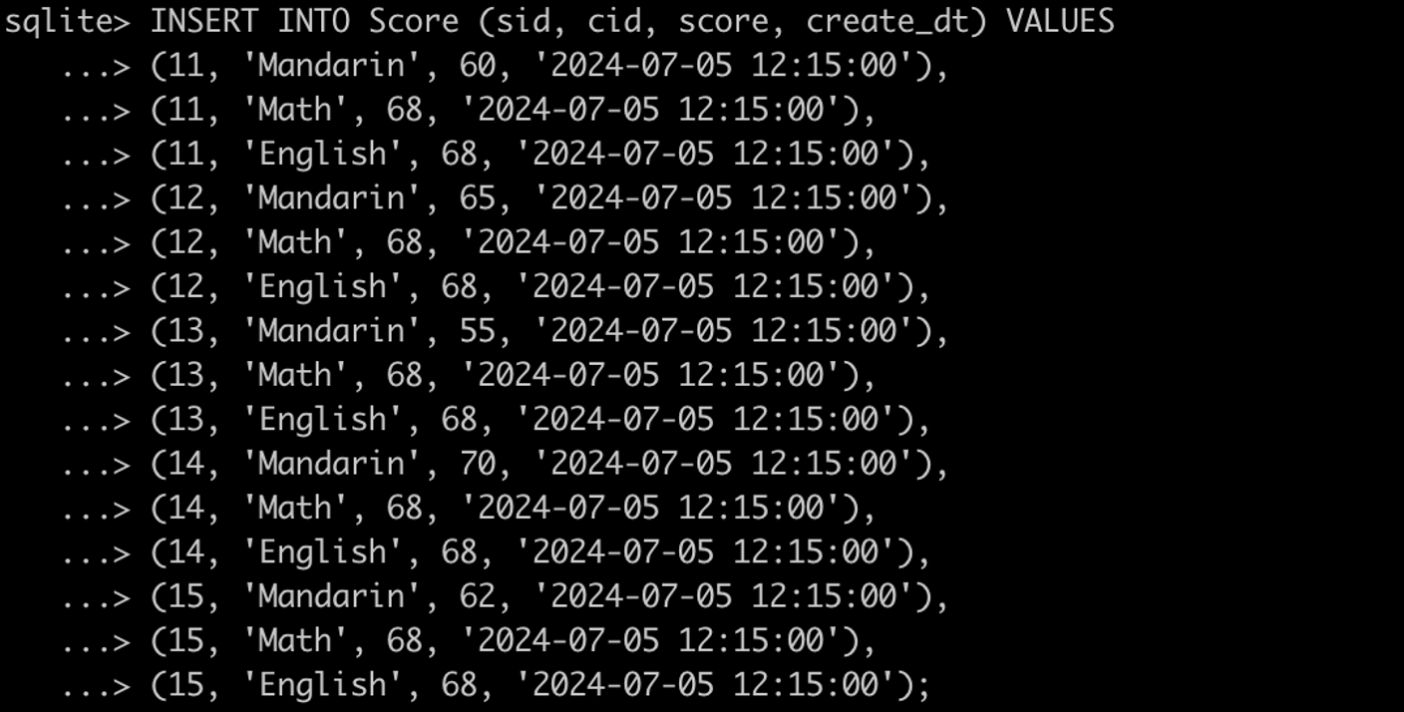 sqlite> INSERT INTO Score (sid, cid, score, create_dt) VALUES
...> (11, 'Mandarin', 60, '2024-07-05 12:15:00'),
...> (11, 'Math', 68, '2024-07-05 12:15:00'),
...> (11, 'English', 68, '2024-07-05 12:15:00'),
...> (12, 'Mandarin', 65, '2024-07-05 12:15:00'),
...> (12, 'Math', 68, '2024-07-05 12:15:00'),
...> (12, 'English', 68, '2024-07-05 12:15:00'),
...> (13, 'Mandarin', 55, '2024-07-05 12:15:00'),
...> (13, 'Math', 68, '2024-07-05 12:15:00'),
...> (13, 'English', 68, '2024-07-05 12:15:00'),
...> (14, 'Mandarin', 70, '2024-07-05 12:15:00'),
...> (14, 'Math', 68, '2024-07-05 12:15:00'),
...> (14, 'English', 68, '2024-07-05 12:15:00'),
...> (15, 'Mandarin', 62, '2024-07-05 12:15:00'),
...> (15, 'Math', 68, '2024-07-05 12:15:00'),
...> (15, 'English', 68, '2024-07-05 12:15:00');